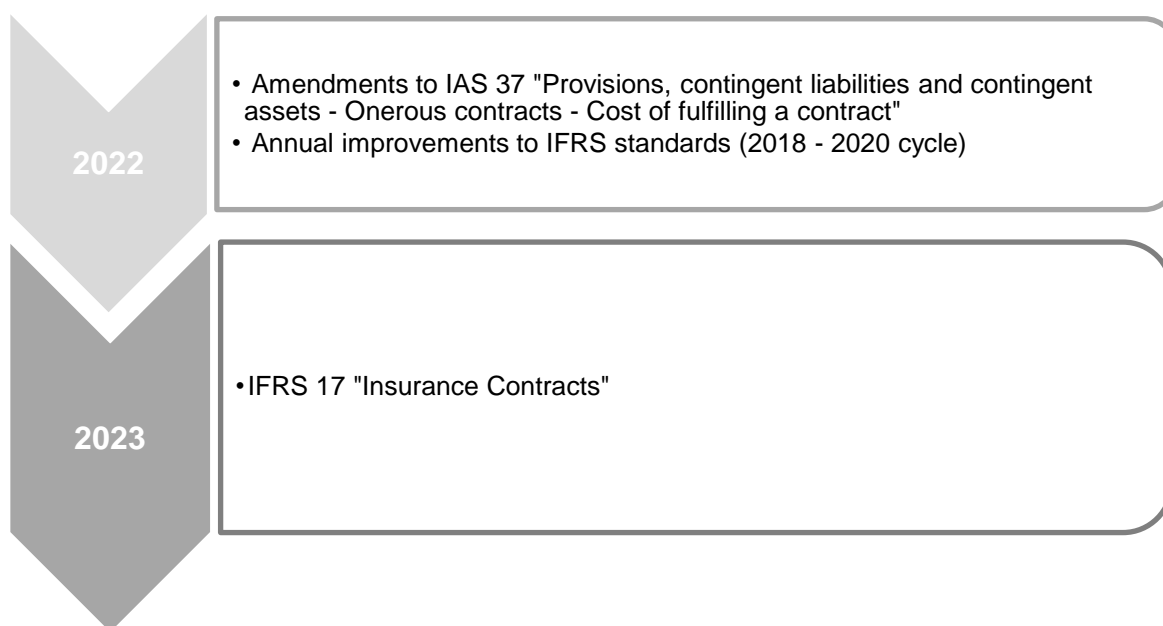 2022
• Amendments to IAS 37 "Provisions, contingent liabilities and contingent
assets - Onerous contracts - Cost of fulfilling a contract"
• Annual improvements to IFRS standards (2018 - 2020 cycle)
2023
•IFRS 17 "Insurance Contracts"